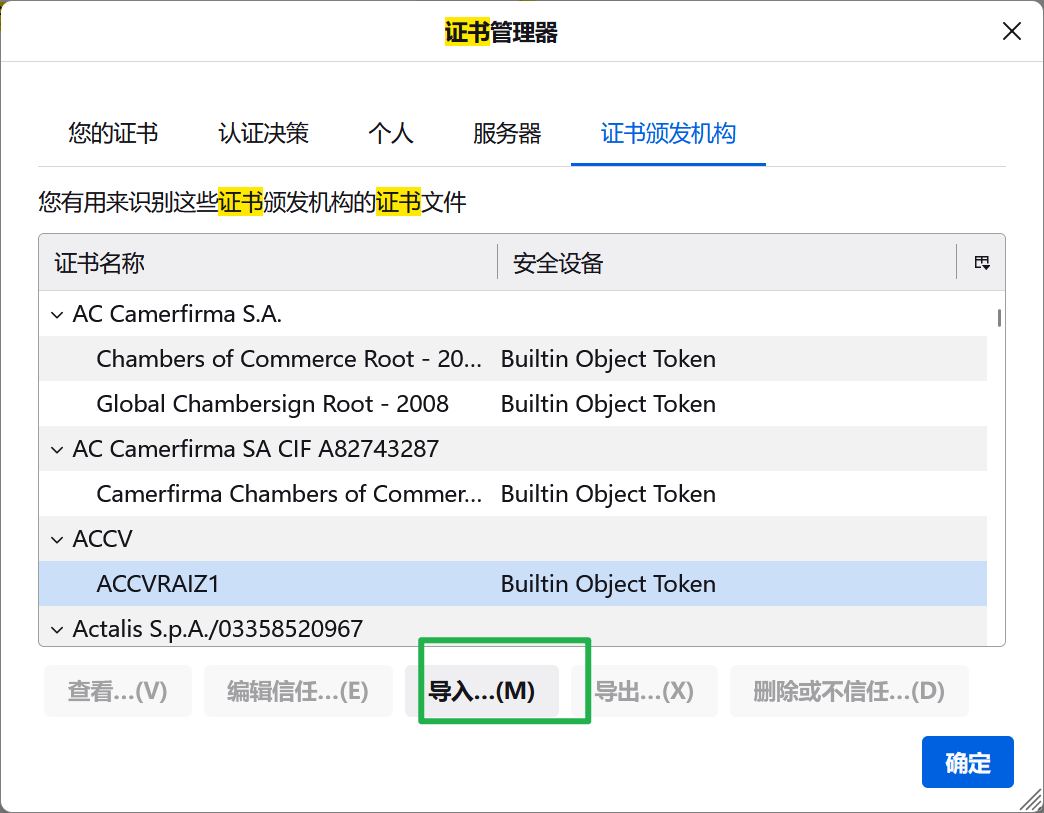 证书管理器
您的证书 认证决策 个人 服务器 证书颁发机构
您有用来识别这些证书颁发机构的证书文件
证书名称 安全设备
AC Camerfirma S.A.
Chambers of Commerce Root - 20... Builtin Object Token
Global Chambersign Root - 2008 Builtin Object Token
AC Camerfirma SA CIF A82743287
Camerfirma Chambers of Commer... Builtin Object Token
ACCV
ACCVRAIZ1 Builtin Object Token
Actalis S.p.A./03358520967
查看...(V) 编辑信任...(E) 导入...(M) 导出...(X) 删除或不信任...(D)
确定